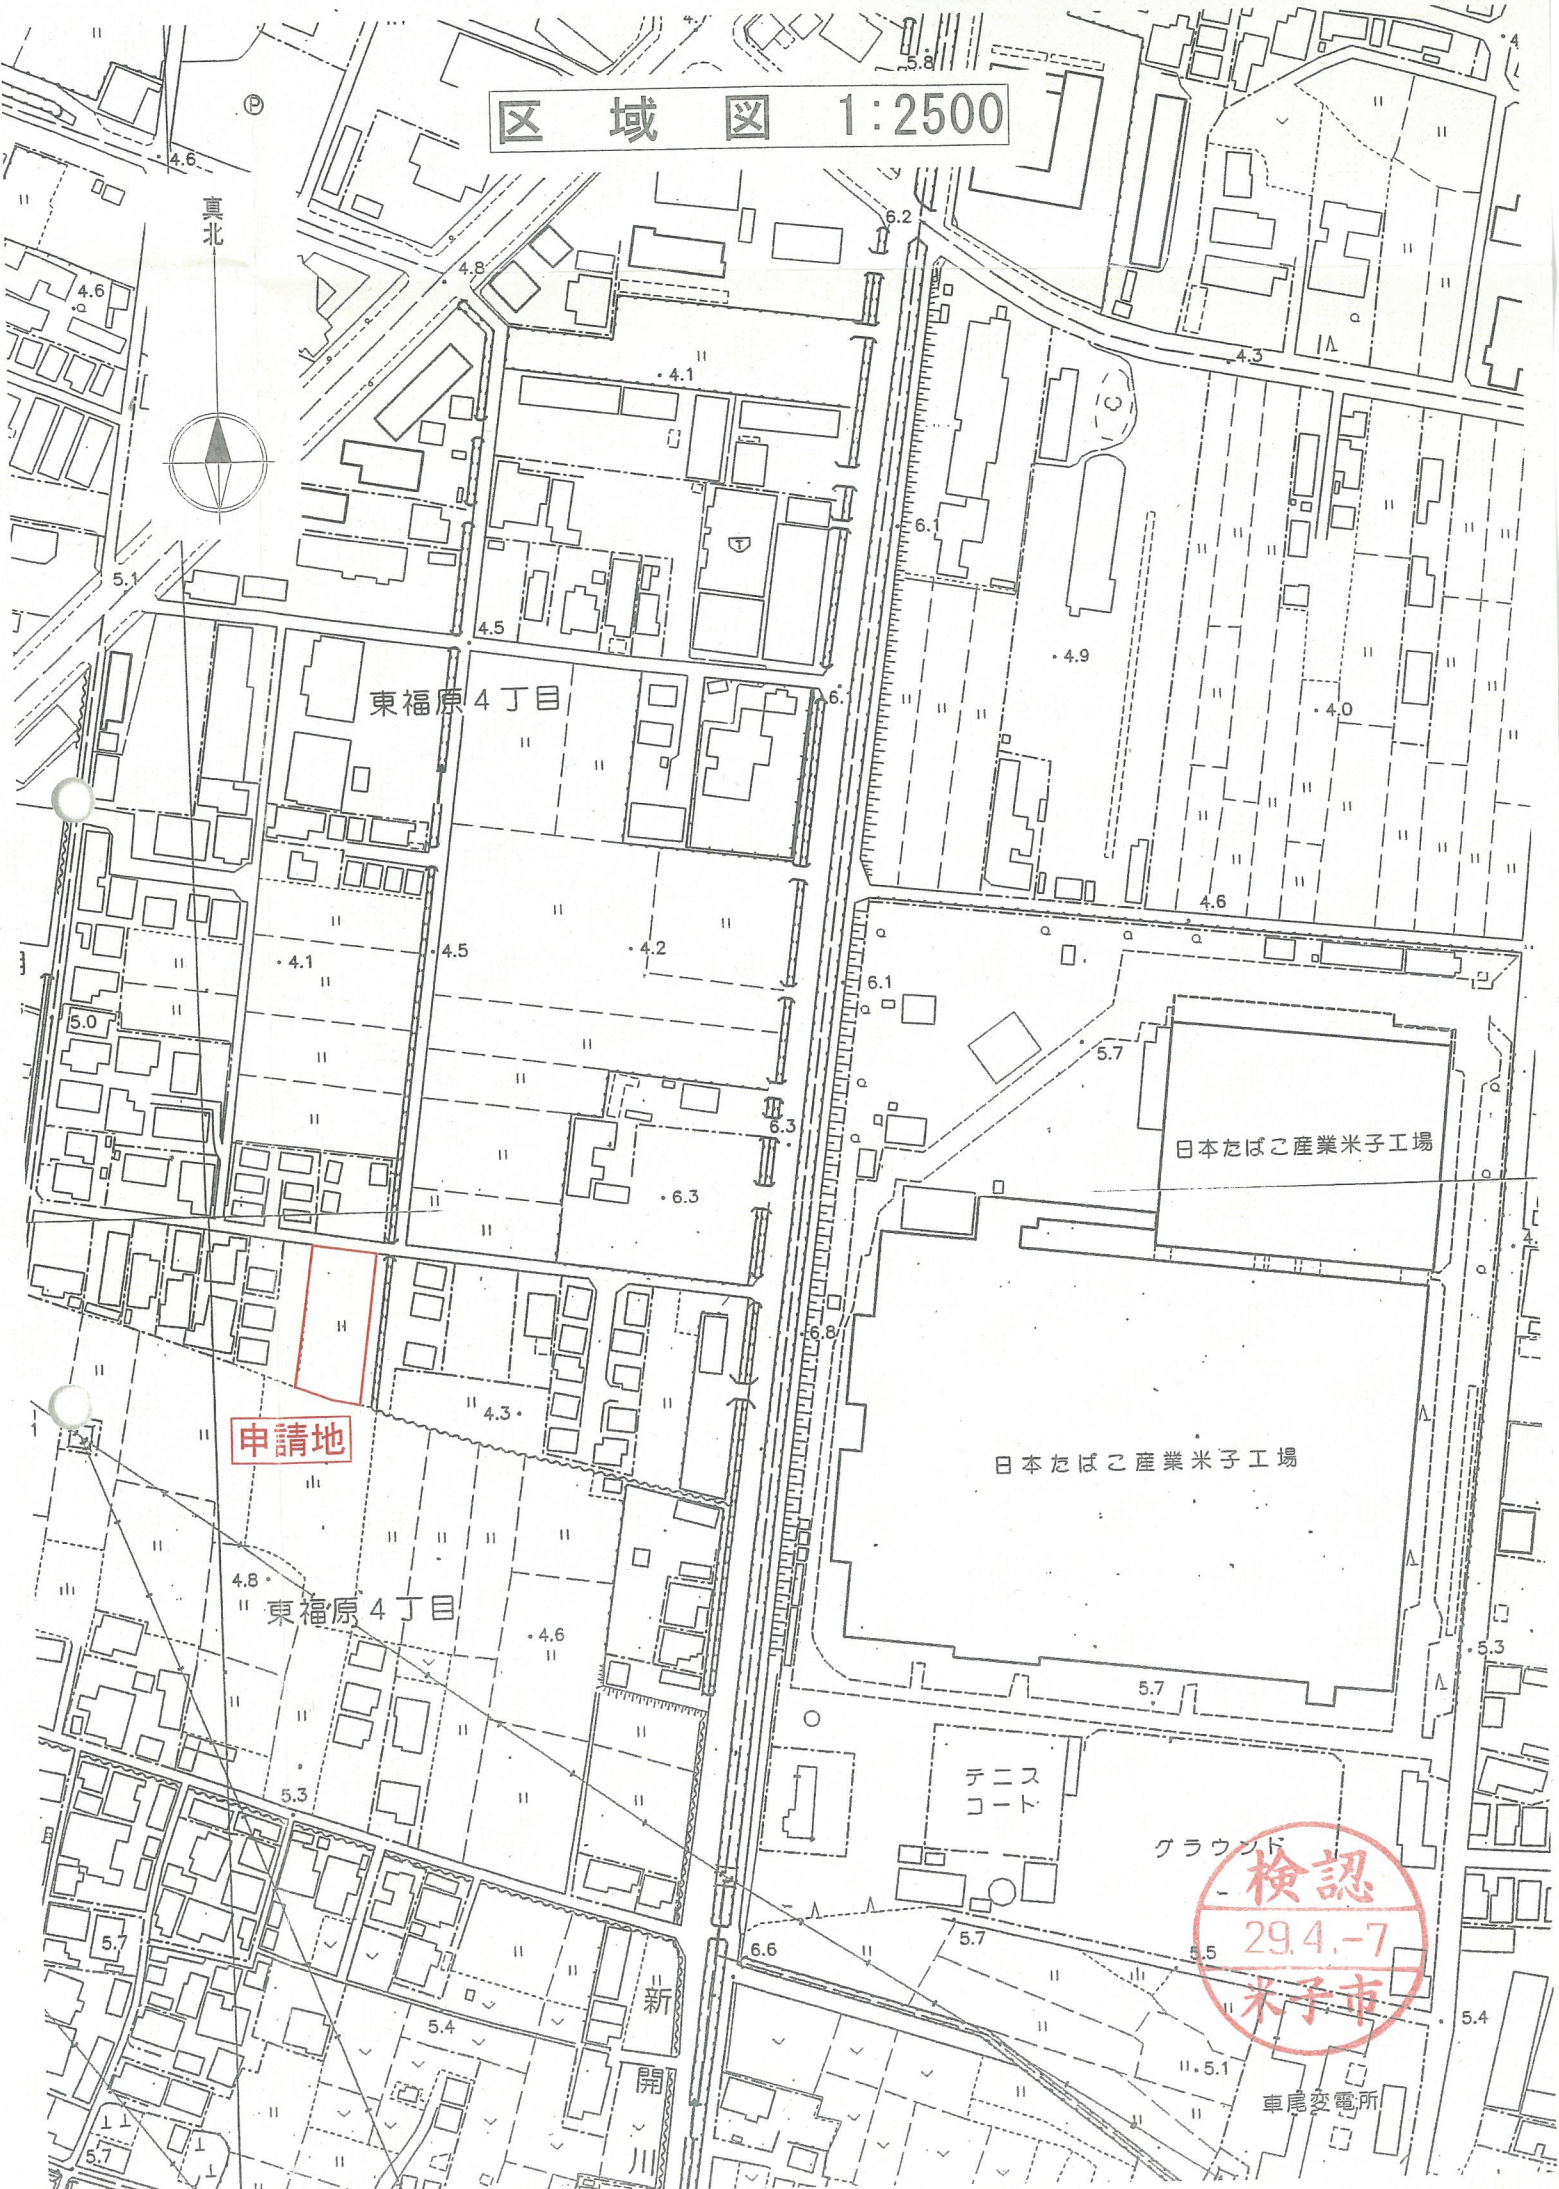 5.8
区 域 図 1:2500
4.6
真北
6.2
4.8
4.6
4.3
4.1
6.1
5.1
4.5
4.9
東福原4丁目
4.0
4.6
4.5
4.2
4.1
6.1
5.0
5.7
6.3
日本たばこ産業米子工場
6.3
6.8
4.3
申請地
日本たばこ産業米子工場
4.8
東福原4丁目
4.6
5.3
5.7
テニス
コート
5.3
グラウンド
検認
29.4.-7
米子市
5.7
6.6
5.7
5.5
新開川
5.4
5.4
5.1
車尾変電所
5.7